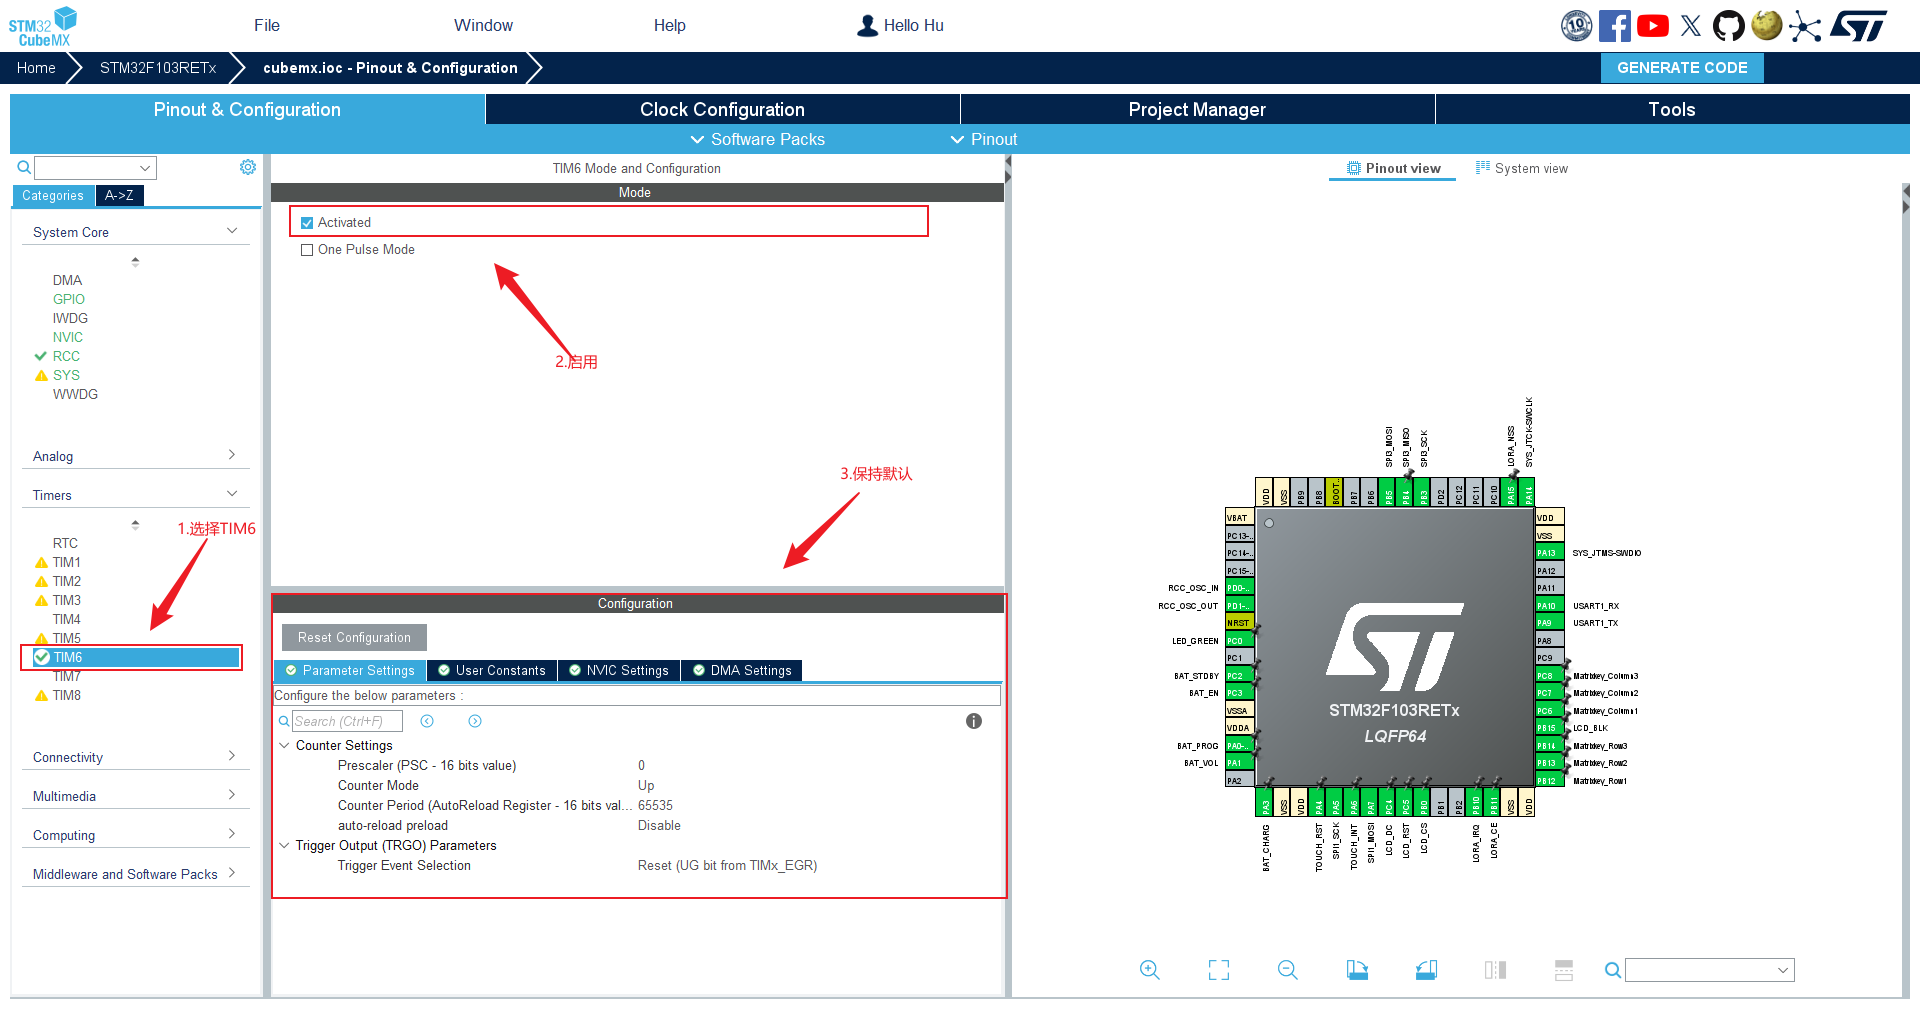 STM32
CubeMX
File
Window
Help
Hello Hu
10
Home
STM32F103RETx
cubemx.ioc - Pinout & Configuration
GENERATE CODE
Pinout & Configuration
Clock Configuration
Project Manager
Tools
Software Packs
Pinout
Categories
A->Z
System Core
DMA
GPIO
IWDG
NVIC
RCC
SYS
WWDG
Analog
Timers
1.选择TIM6
RTC
TIM1
TIM2
TIM3
TIM4
TIM5
TIM6
TIM7
TIM8
Connectivity
Multimedia
Computing
Middleware and Software Packs
TIM6 Mode and Configuration
Mode
Activated
One Pulse Mode
2.启用
3.保持默认
Configuration
Reset Configuration
Parameter Settings
User Constants
NVIC Settings
DMA Settings
Configure the below parameters :
Search (Ctrl+F)
Counter Settings
Prescaler (PSC - 16 bits value) 0
Counter Mode Up
Counter Period (AutoReload Register - 16 bits val... 65535
auto-reload preload Disable
Trigger Output (TRGO) Parameters
Trigger Event Selection Reset (UG bit from TIMx_EGR)
Pinout view
System view
SPI3_MOSI
SPI3_MISO
SPI3_SCK
LORA_NSS
SYS_JTCK-SWCLK
VDD
VSS
PB9
PB8
BOOT..
PB7
PB6
PB5
PB4
PB3
PD2
PC12
PC11
PC10
PA15
PA14
VBAT
PC13-..
PC14-..
PC15-..
RCC_OSC_IN PD0-..
RCC_OSC_OUT PD1-..
NRST
LED_GREEN PC0
PC1
BAT_STDBY PC2
BAT_EN PC3
VSSA
VDDA
BAT_PROG PA0-..
BAT_VOL PA1
PA2
STM32F103RETx
LQFP64
VDD
VSS
PA13 SYS_JTMS-SWDIO
PA12
PA11
PA10 USART1_RX
PA9 USART1_TX
PA8
PC9
PC8 Matrixkey_Column3
PC7 Matrixkey_Column2
PC6 Matrixkey_Column1
PB15 LCD_BLK
PB14 Matrixkey_Row3
PB13 Matrixkey_Row2
PB12 Matrixkey_Row1
PA3
VSS
VDD
PA4
PA5
PA6
PA7
PC4
PC5
PB0
PB1
PB2
PB10
PB11
VSS
VDD
BAT_CHARG
TOUCH_RST
SPI1_SCK
TOUCH_INT
SPI1_MOSI
LCD_DC
LCD_RST
LCD_CS
LORA_IRQ
LORA_CE